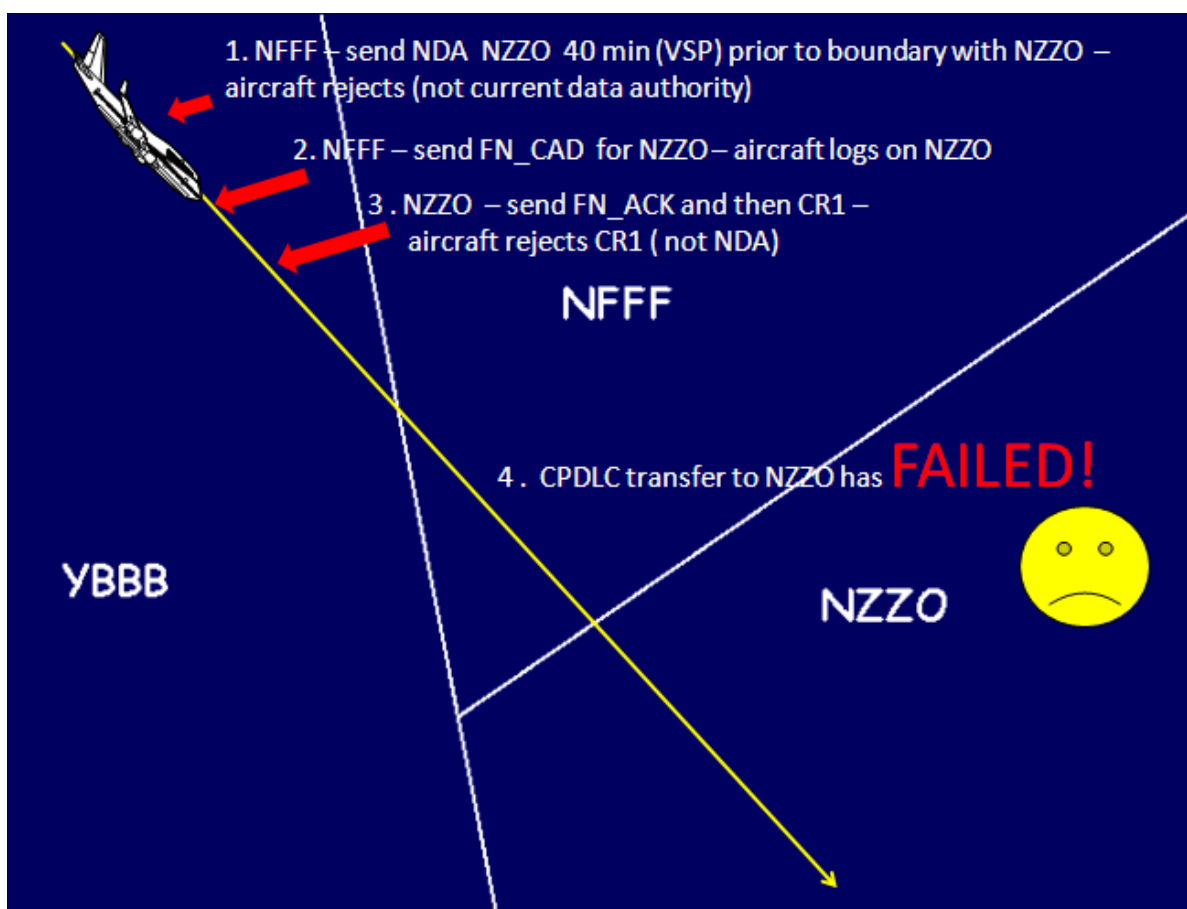 1. NFFF – send NDA  NZZO  40 min (VSP) prior to boundary with NZZO –
aircraft rejects (not current data authority)
2. NFFF – send FN_CAD  for NZZO – aircraft logs on NZZO
3 . NZZO  – send FN_ACK and then CR1 –
aircraft rejects CR1 ( not NDA)
NFFF
4 .  CPDLC transfer to NZZO has FAILED!
YBBB
NZZO